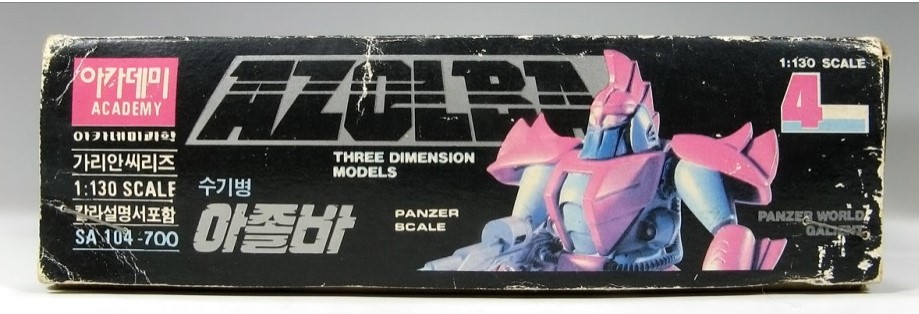 아카데미
ACADEMY
아카데미과학
가리안씨리즈
1:130 SCALE
칼라설명서포함
SA 104-700
AZOLBA
THREE DIMENSION
MODELS
수기병
아졸바
PANZER
SCALE
1:130 SCALE
4
PANZER WORLD
GALIENT